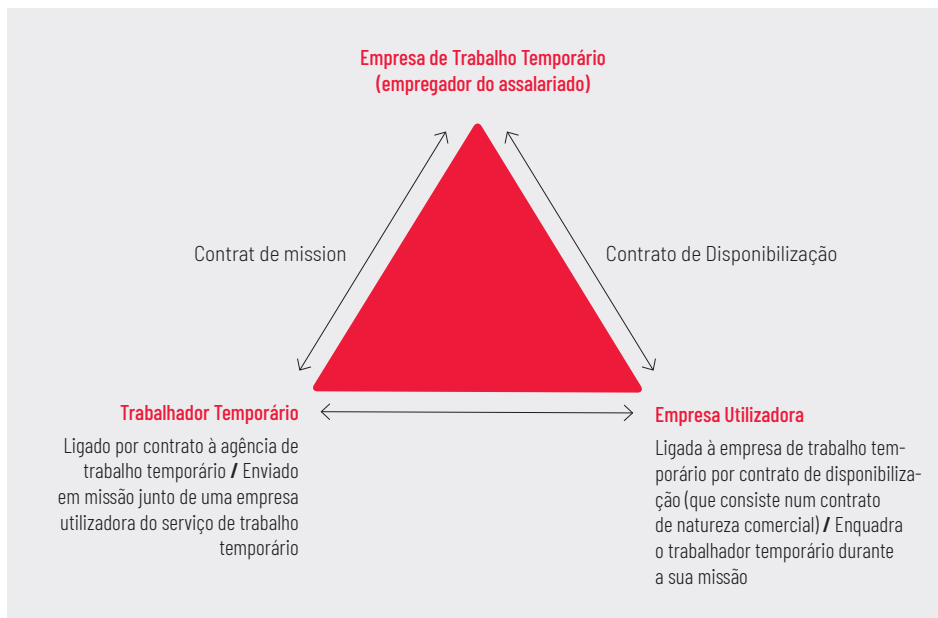 Empresa de Trabalho Temporário
(empregador do assalariado)
Contrat de mission
Contrato de Disponibilização
Trabalhador Temporário
Ligado por contrato à agência de
trabalho temporário / Enviado
em missão junto de uma empresa
utilizadora do serviço de trabalho
temporário
Empresa Utilizadora
Ligada à empresa de trabalho tem-
porário por contrato de disponibiliza-
ção (que consiste num contrato
de natureza comercial) / Enquadra
o trabalhador temporário durante
a sua missão